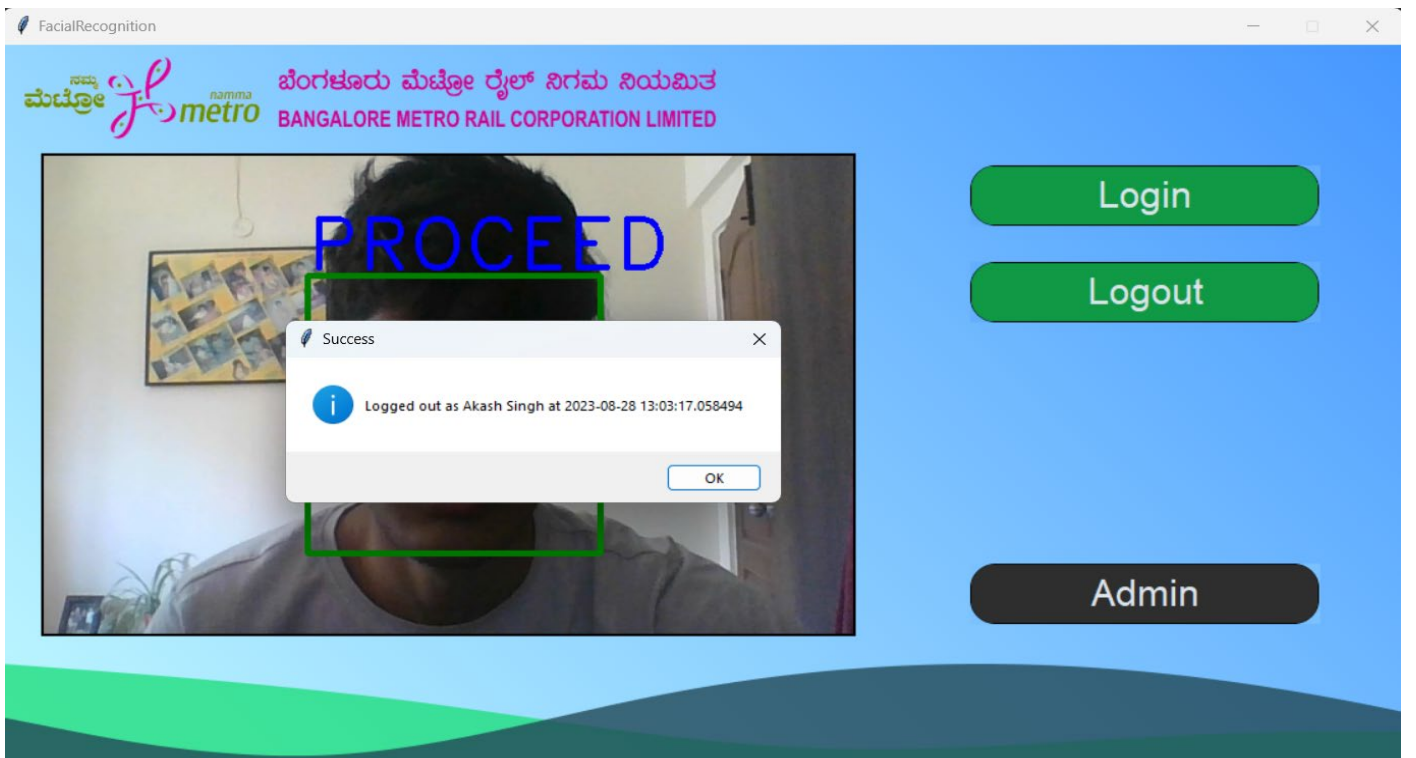 FacialRecognition
ನಮ್ಮ
ಮೆಟ್ರೋ
namma
metro
ಬೆಂಗಳೂರು ಮೆಟ್ರೋ ರೈಲ್ ನಿಗಮ ನಿಯಮಿತ
BANGALORE METRO RAIL CORPORATION LIMITED
PROCEED
Login
Logout
Success
Logged out as Akash Singh at 2023-08-28 13:03:17.058494
OK
Admin